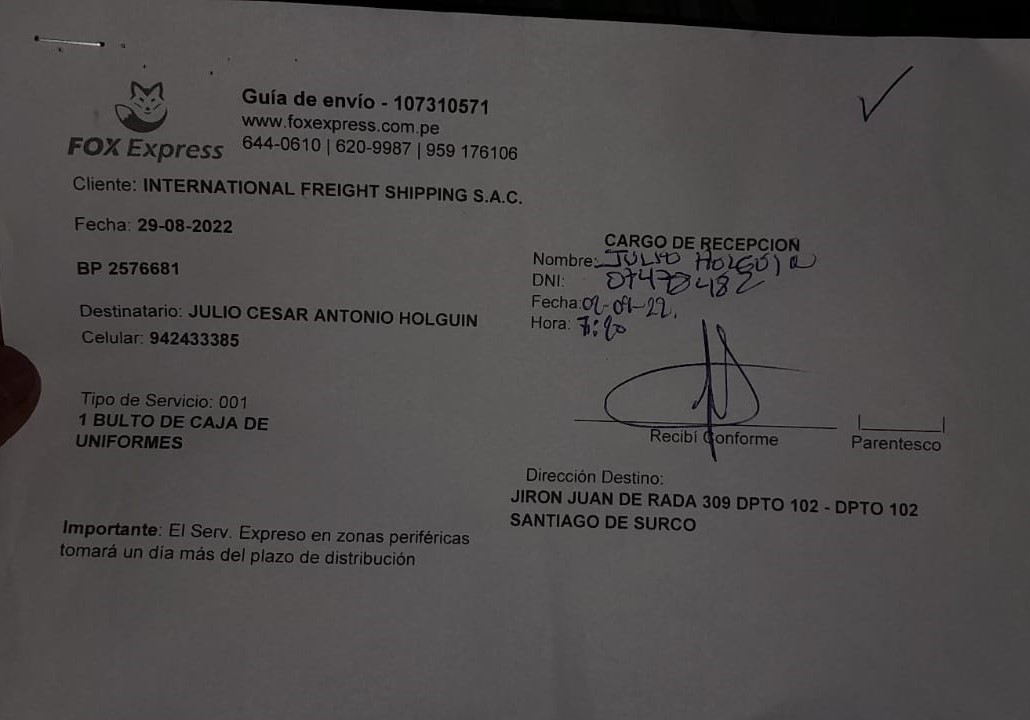 FOX Express
Guía de envío - 107310571
www.foxexpress.com.pe
644-0610 | 620-9987 | 959 176106
Cliente: INTERNATIONAL FREIGHT SHIPPING S.A.C.
Fecha: 29-08-2022
BP 2576681
Destinatario: JULIO CESAR ANTONIO HOLGUIN
Celular: 942433385
Tipo de Servicio: 001
1 BULTO DE CAJA DE
UNIFORMES
Importante: El Serv. Expreso en zonas periféricas
tomará un día más del plazo de distribución
CARGO DE RECEPCION
Nombre: JULIO HOLGUIN
DNI:
Fecha:
Hora:
Recibí Conforme
Parentesco
Dirección Destino:
JIRON JUAN DE RADA 309 DPTO 102 - DPTO 102
SANTIAGO DE SURCO